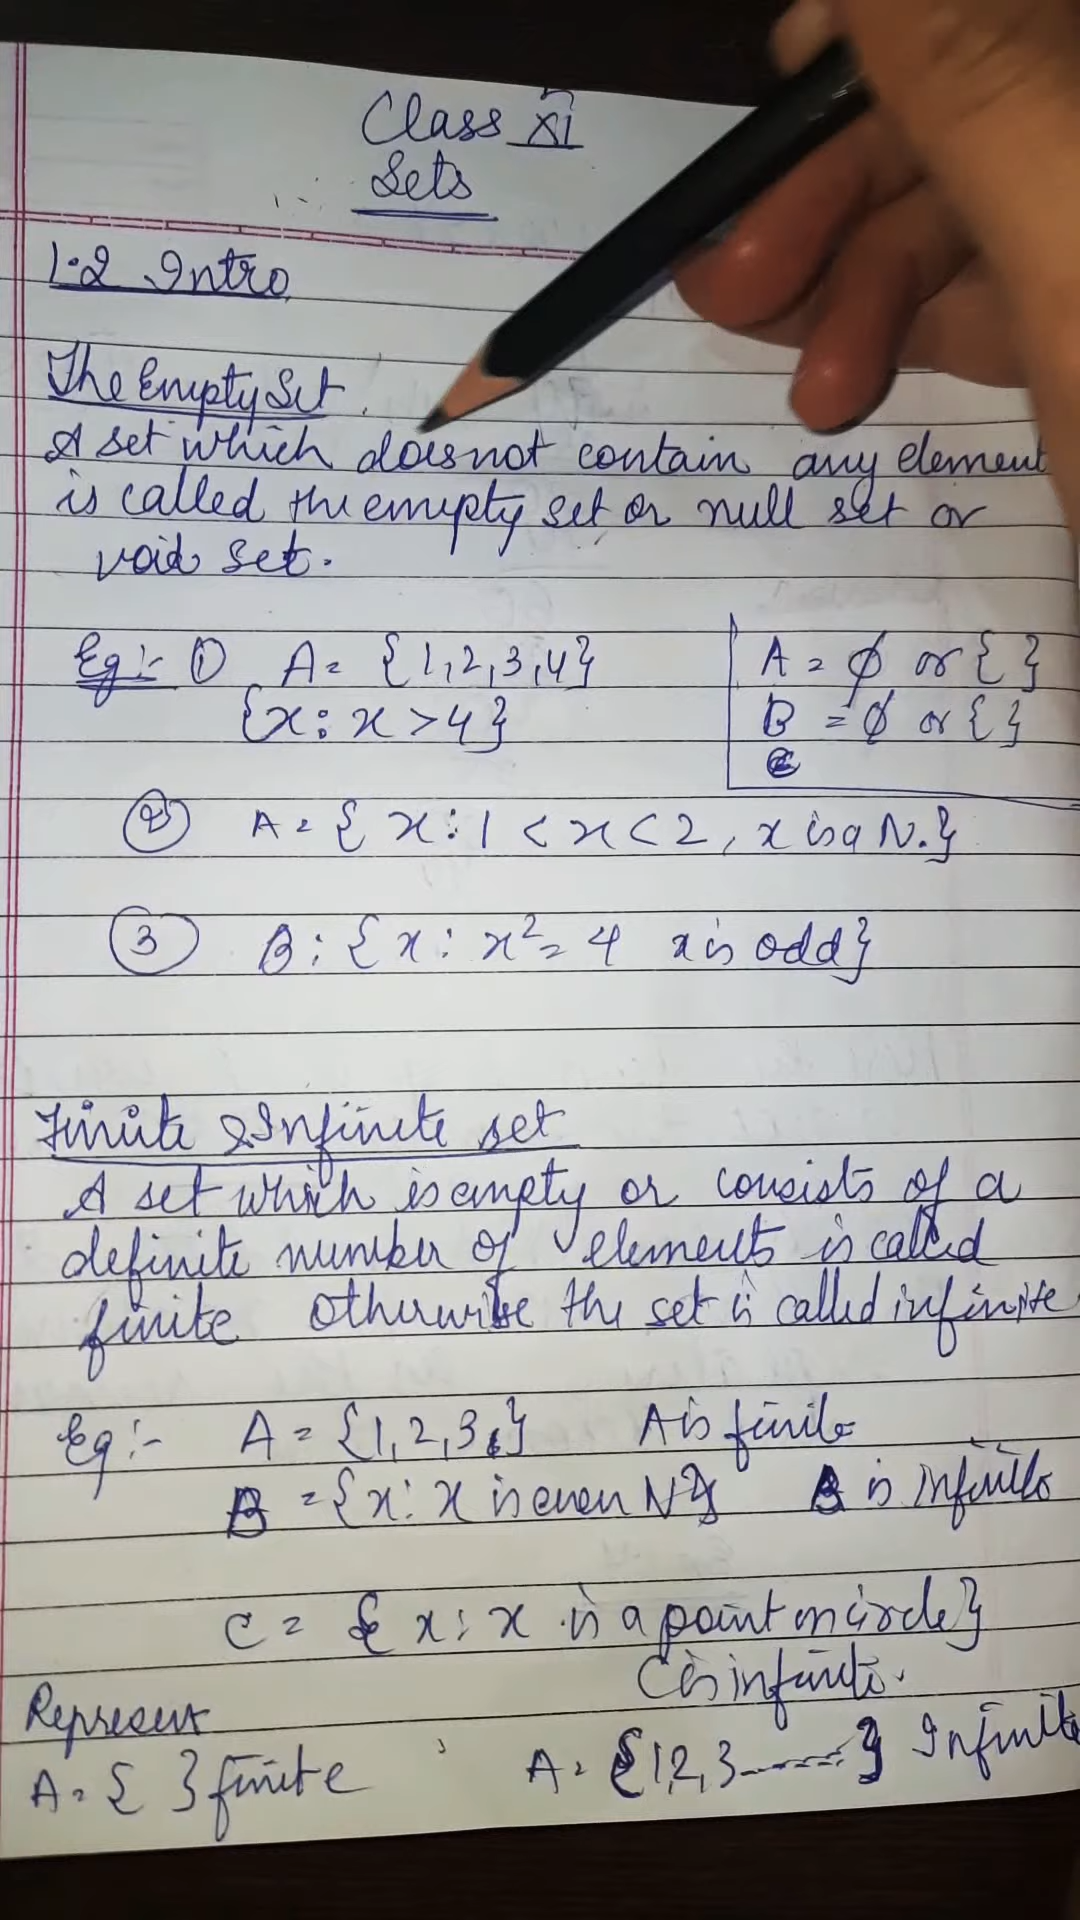 Class XI
Sets
1.2 Intro
The Empty Set
A set which does not contain any element
is called the empty set or null set or
void set.
Eg:- ① A = {1,2,3,4}
{x : x > 4}
A = ϕ or { }
B = ϕ or { }
C
② A = { x : 1 < x < 2, x is a N.}
③ B : {x : x² = 4 x is odd}
Finite & Infinite set
A set which is empty or consists of a
definite number of elements is called
finite otherwise the set is called infinite
Eg:- A = {1,2,3,} A is finite
B = {x : x is even N} B is Infinite
C = { x : x is a point on circle}
C is infinite.
Represent
A = { } finite A = {1,2,3------} Infinite